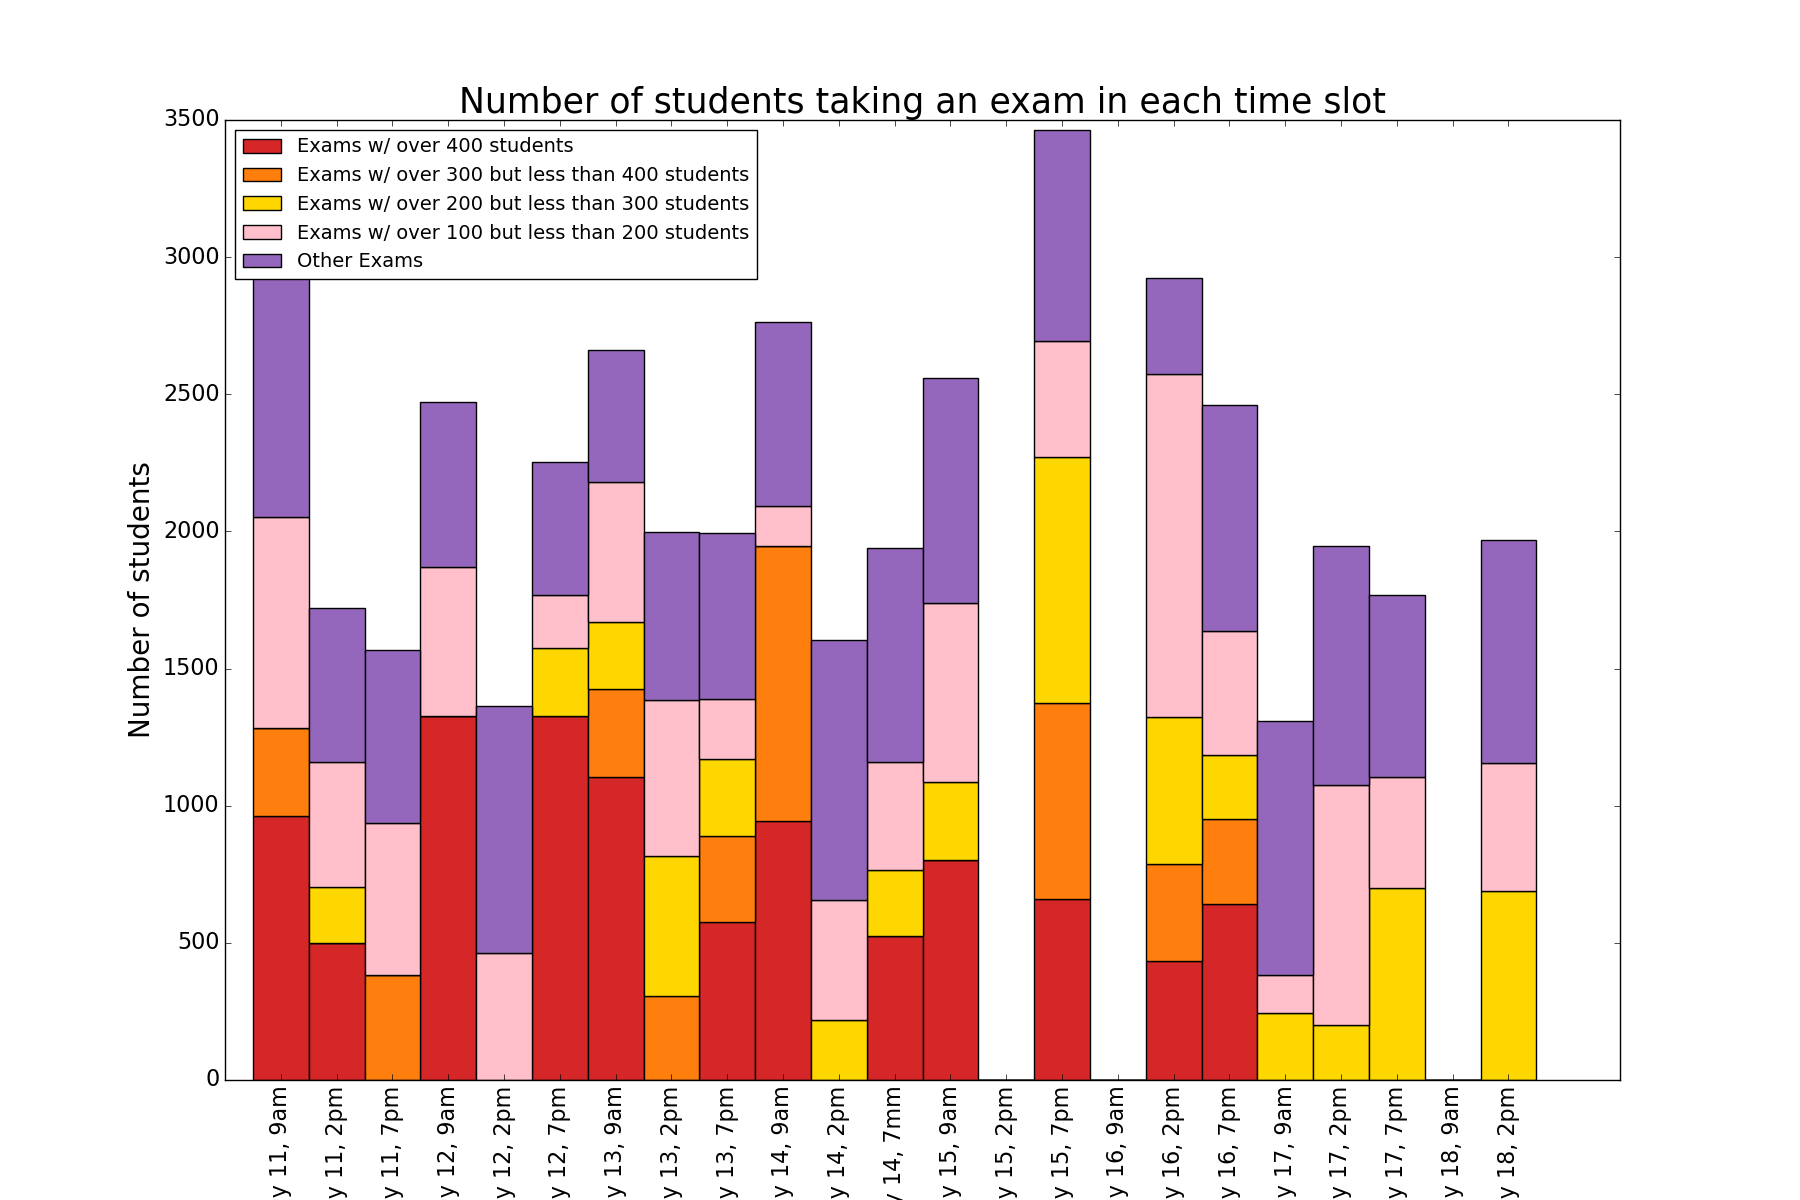 Number of students taking an exam in each time slot
Exams w/ over 400 students
Exams w/ over 300 but less than 400 students
Exams w/ over 200 but less than 300 students
Exams w/ over 100 but less than 200 students
Other Exams
3500
3000
2500
2000
1500
1000
500
0
Number of students
y 11, 9am
y 11, 2pm
y 11, 7pm
y 12, 9am
y 12, 2pm
y 12, 7pm
y 13, 9am
y 13, 2pm
y 13, 7pm
y 14, 9am
y 14, 2pm
y 14, 7mm
y 15, 9am
y 15, 2pm
y 15, 7pm
y 16, 9am
y 16, 2pm
y 16, 7pm
y 17, 9am
y 17, 2pm
y 17, 7pm
y 18, 9am
y 18, 2pm